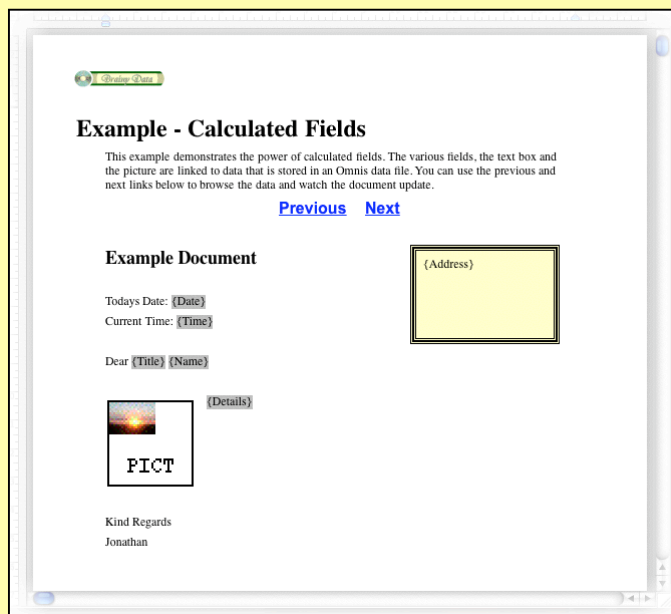 Brainy Data
Example - Calculated Fields
This example demonstrates the power of calculated fields. The various fields, the text box and
the picture are linked to data that is stored in an Omnis data file. You can use the previous and
next links below to browse the data and watch the document update.
Previous Next
Example Document
{Address}
Todays Date: {Date}
Current Time: {Time}
Dear {Title} {Name}
{Details}
PICT
Kind Regards
Jonathan